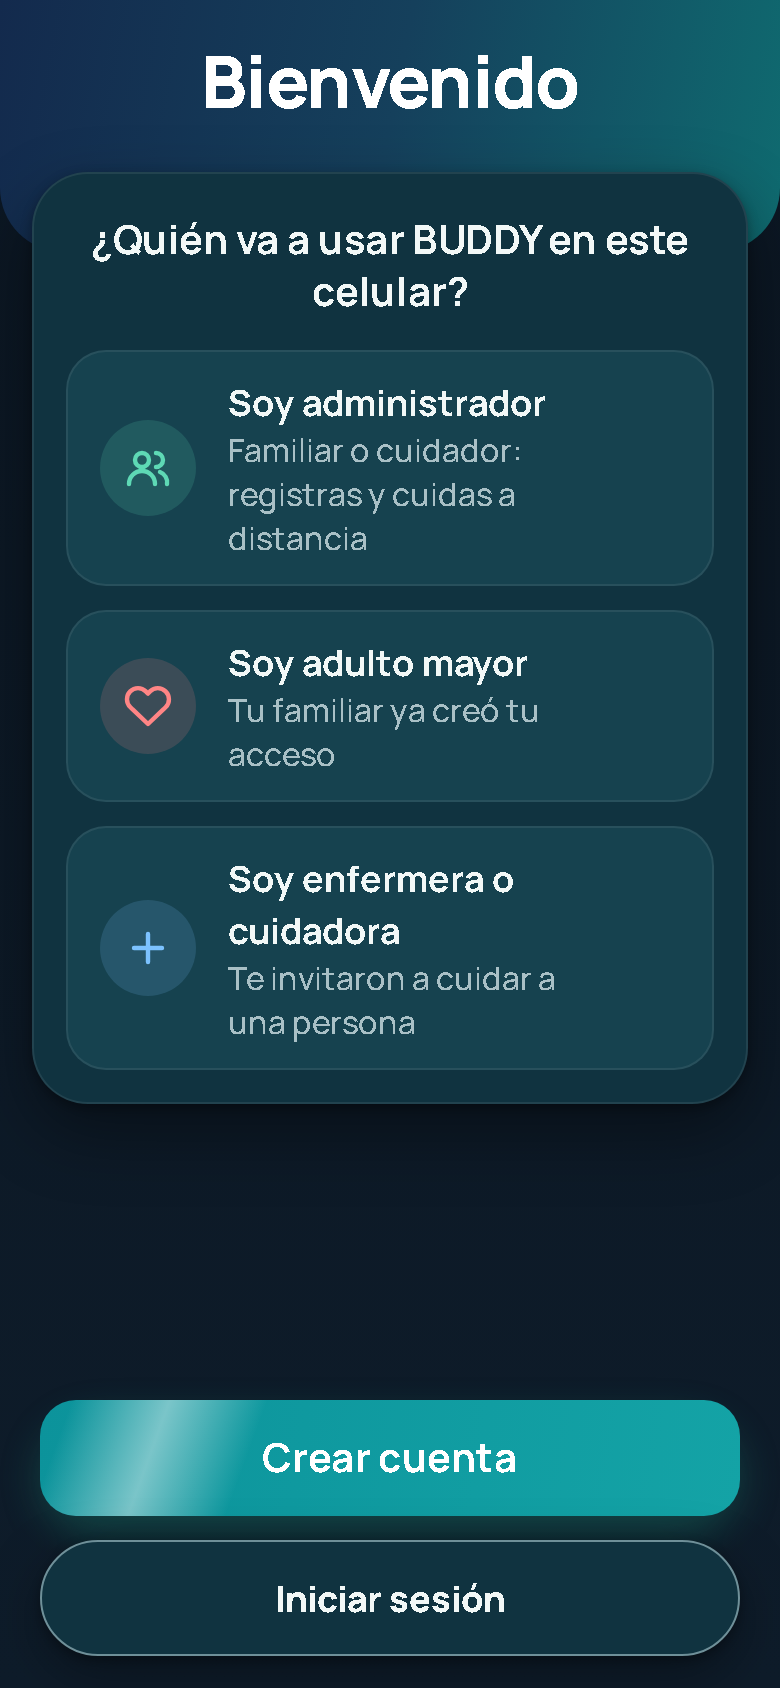 Bienvenido
¿Quién va a usar BUDDY en este
celular?
Soy administrador
Familiar o cuidador:
registras y cuidas a
distancia
Soy adulto mayor
Tu familiar ya creó tu
acceso
Soy enfermera o
cuidadora
Te invitaron a cuidar a
una persona
Crear cuenta
Iniciar sesión